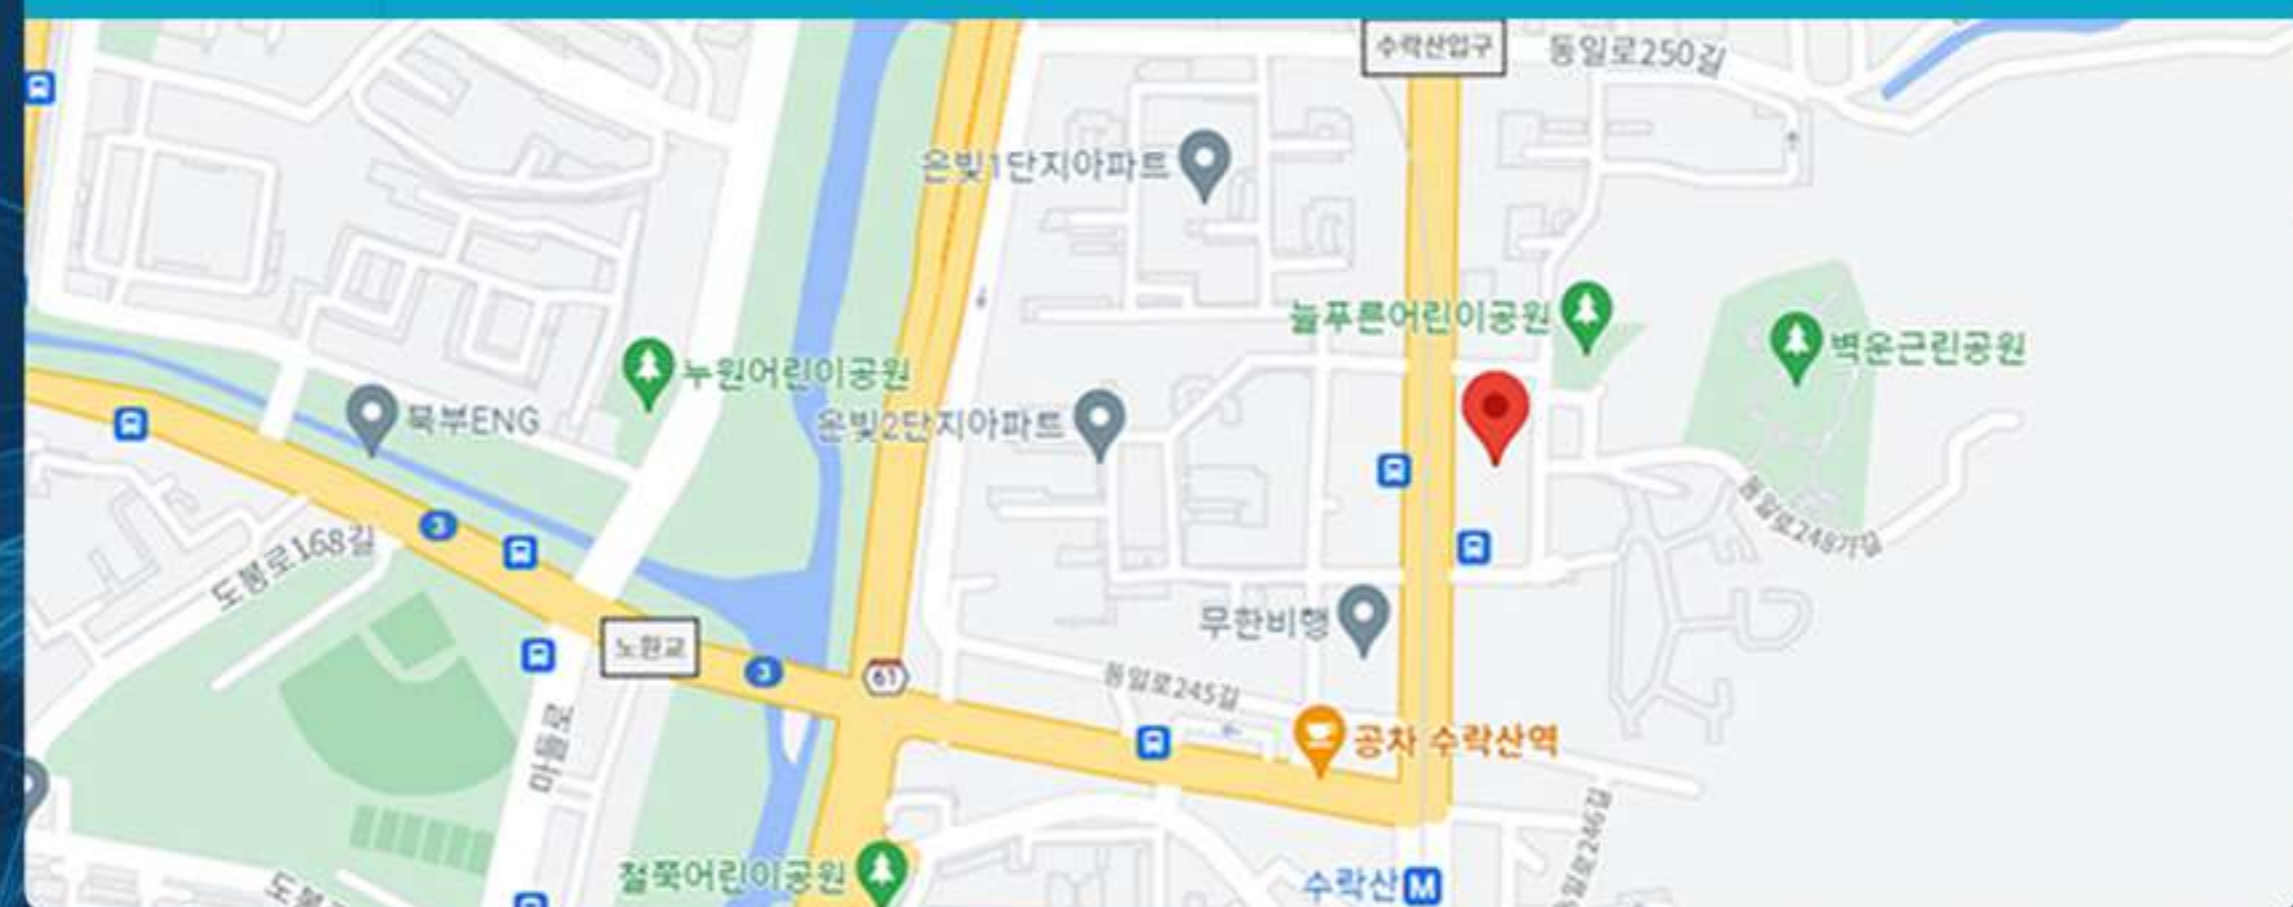 수락산입구
동일로250길
은빛1단지아파트
늘푸른어린이공원
벽운근린공원
누원어린이공원
북부ENG
은빛2단지아파트
동일로248가길
3
도봉로168길
무한비행
노원교
3
61
동일로245길
마들로
공차 수락산역
동일로246길
철쭉어린이공원
수락산 M